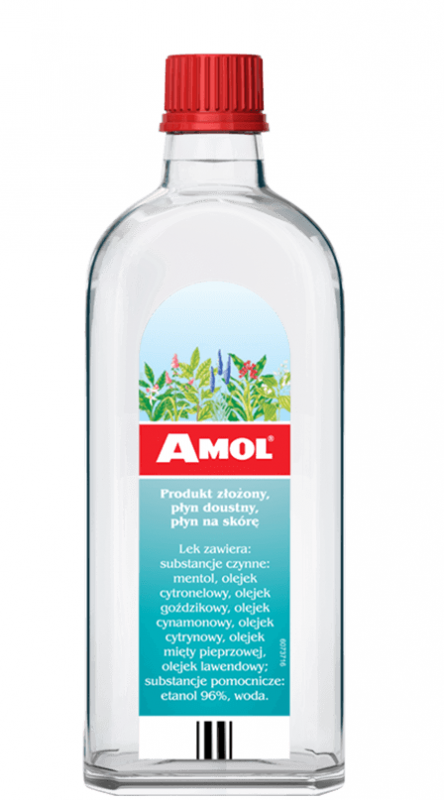 AMOL®
Produkt złożony,
płyn doustny,
płyn na skórę
Lek zawiera:
substancje czynne:
mentol, olejek
cytronelowy, olejek
goździkowy, olejek
cynamonowy, olejek
cytrynowy, olejek
mięty pieprzowej,
olejek lawendowy;
substancje pomocnicze:
etanol 96%, woda.
6073716